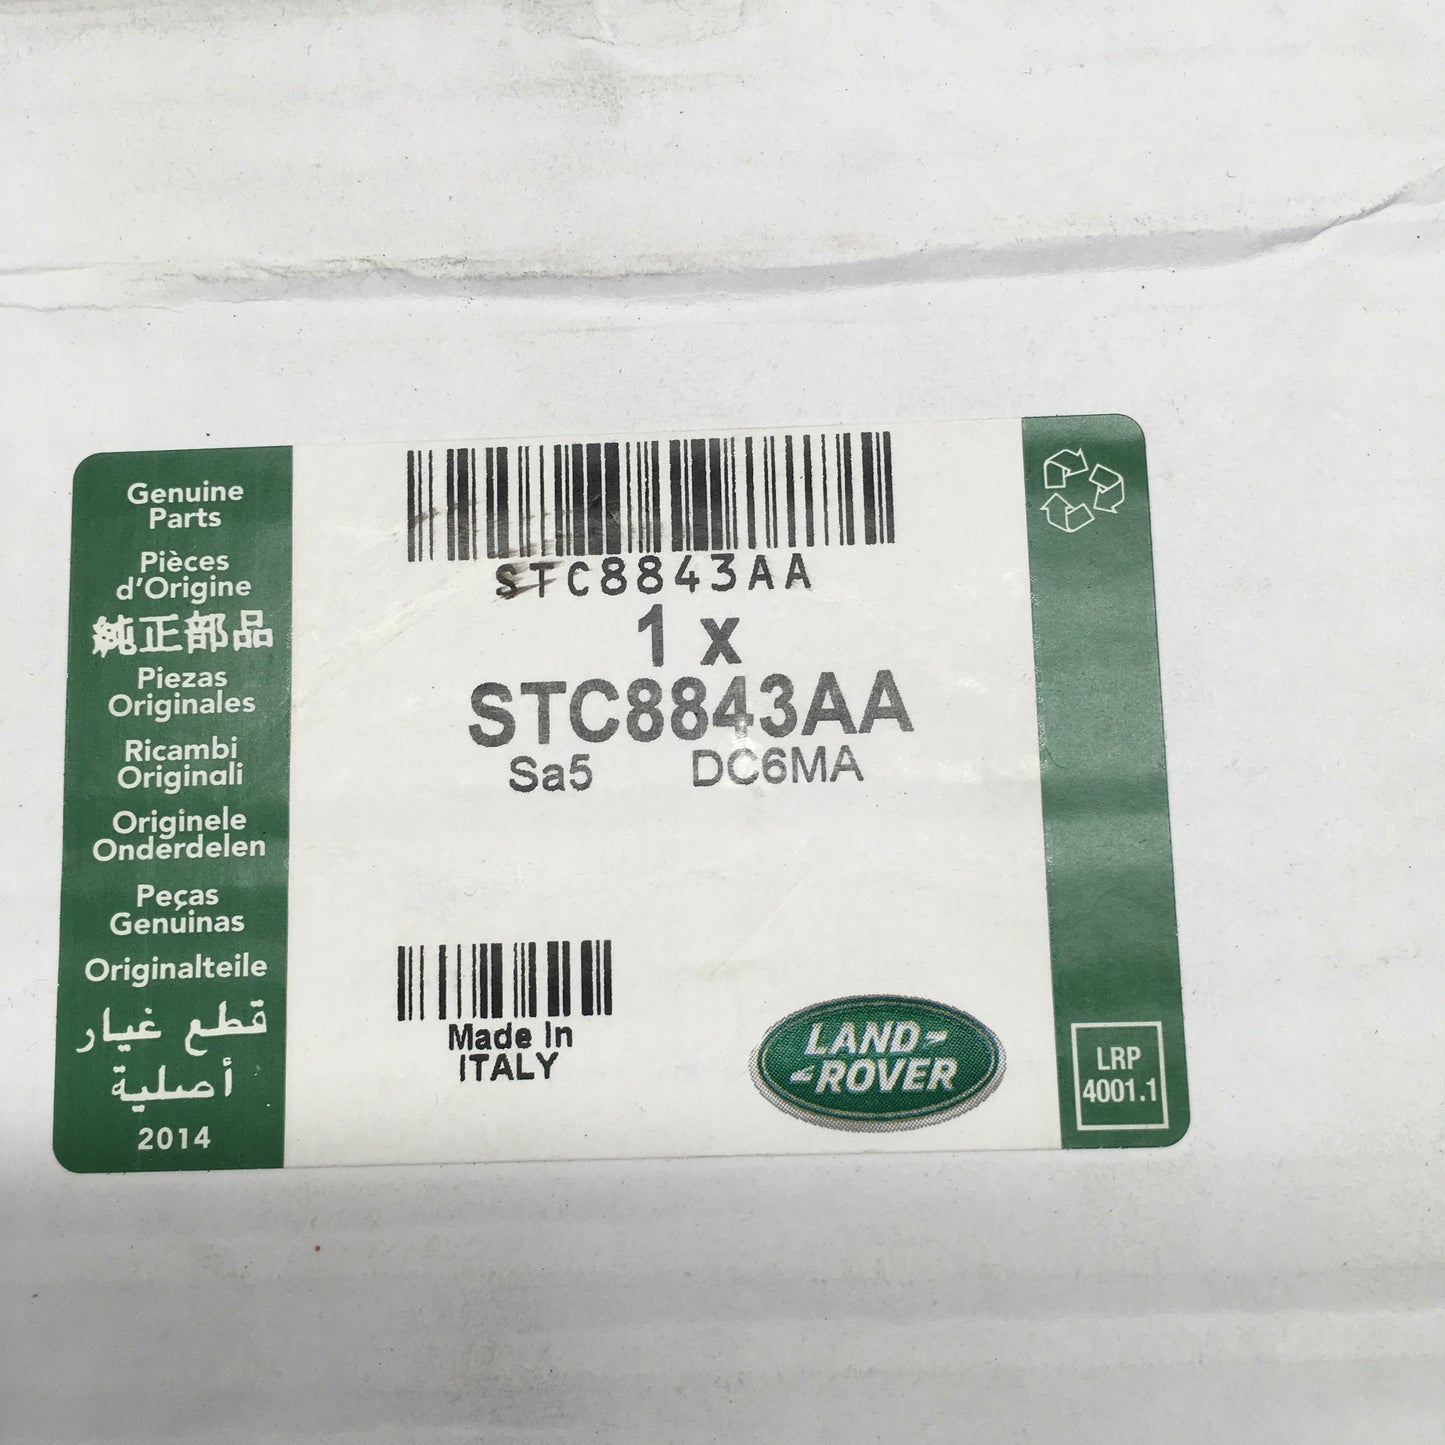 Genuine
Parts
Pièces
d'Origine
純正部品
Piezas
Originales
Ricambi
Originali
Originele
Onderdelen
Peças
Genuinas
Originalteile
قطع غيار
أصلية
2014
STC8843AA
1 x
STC8843AA
Sa5 DC6MA
Made In
ITALY
LAND-
-ROVER
LRP
4001.1